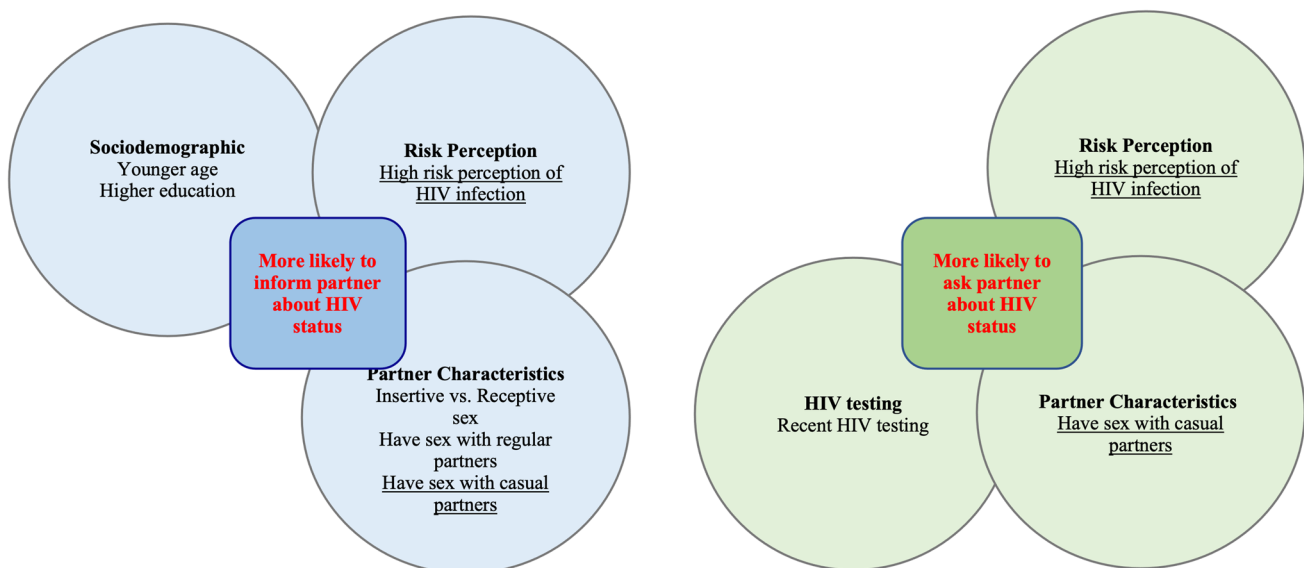 Sociodemographic
Younger age
Higher education
Risk Perception
High risk perception of
HIV infection
More likely to
inform partner
about HIV
status
Partner Characteristics
Insertive vs. Receptive
sex
Have sex with regular
partners
Have sex with casual
partners
Risk Perception
High risk perception of
HIV infection
More likely to
ask partner
about HIV
status
HIV testing
Recent HIV testing
Partner Characteristics
Have sex with casual
partners